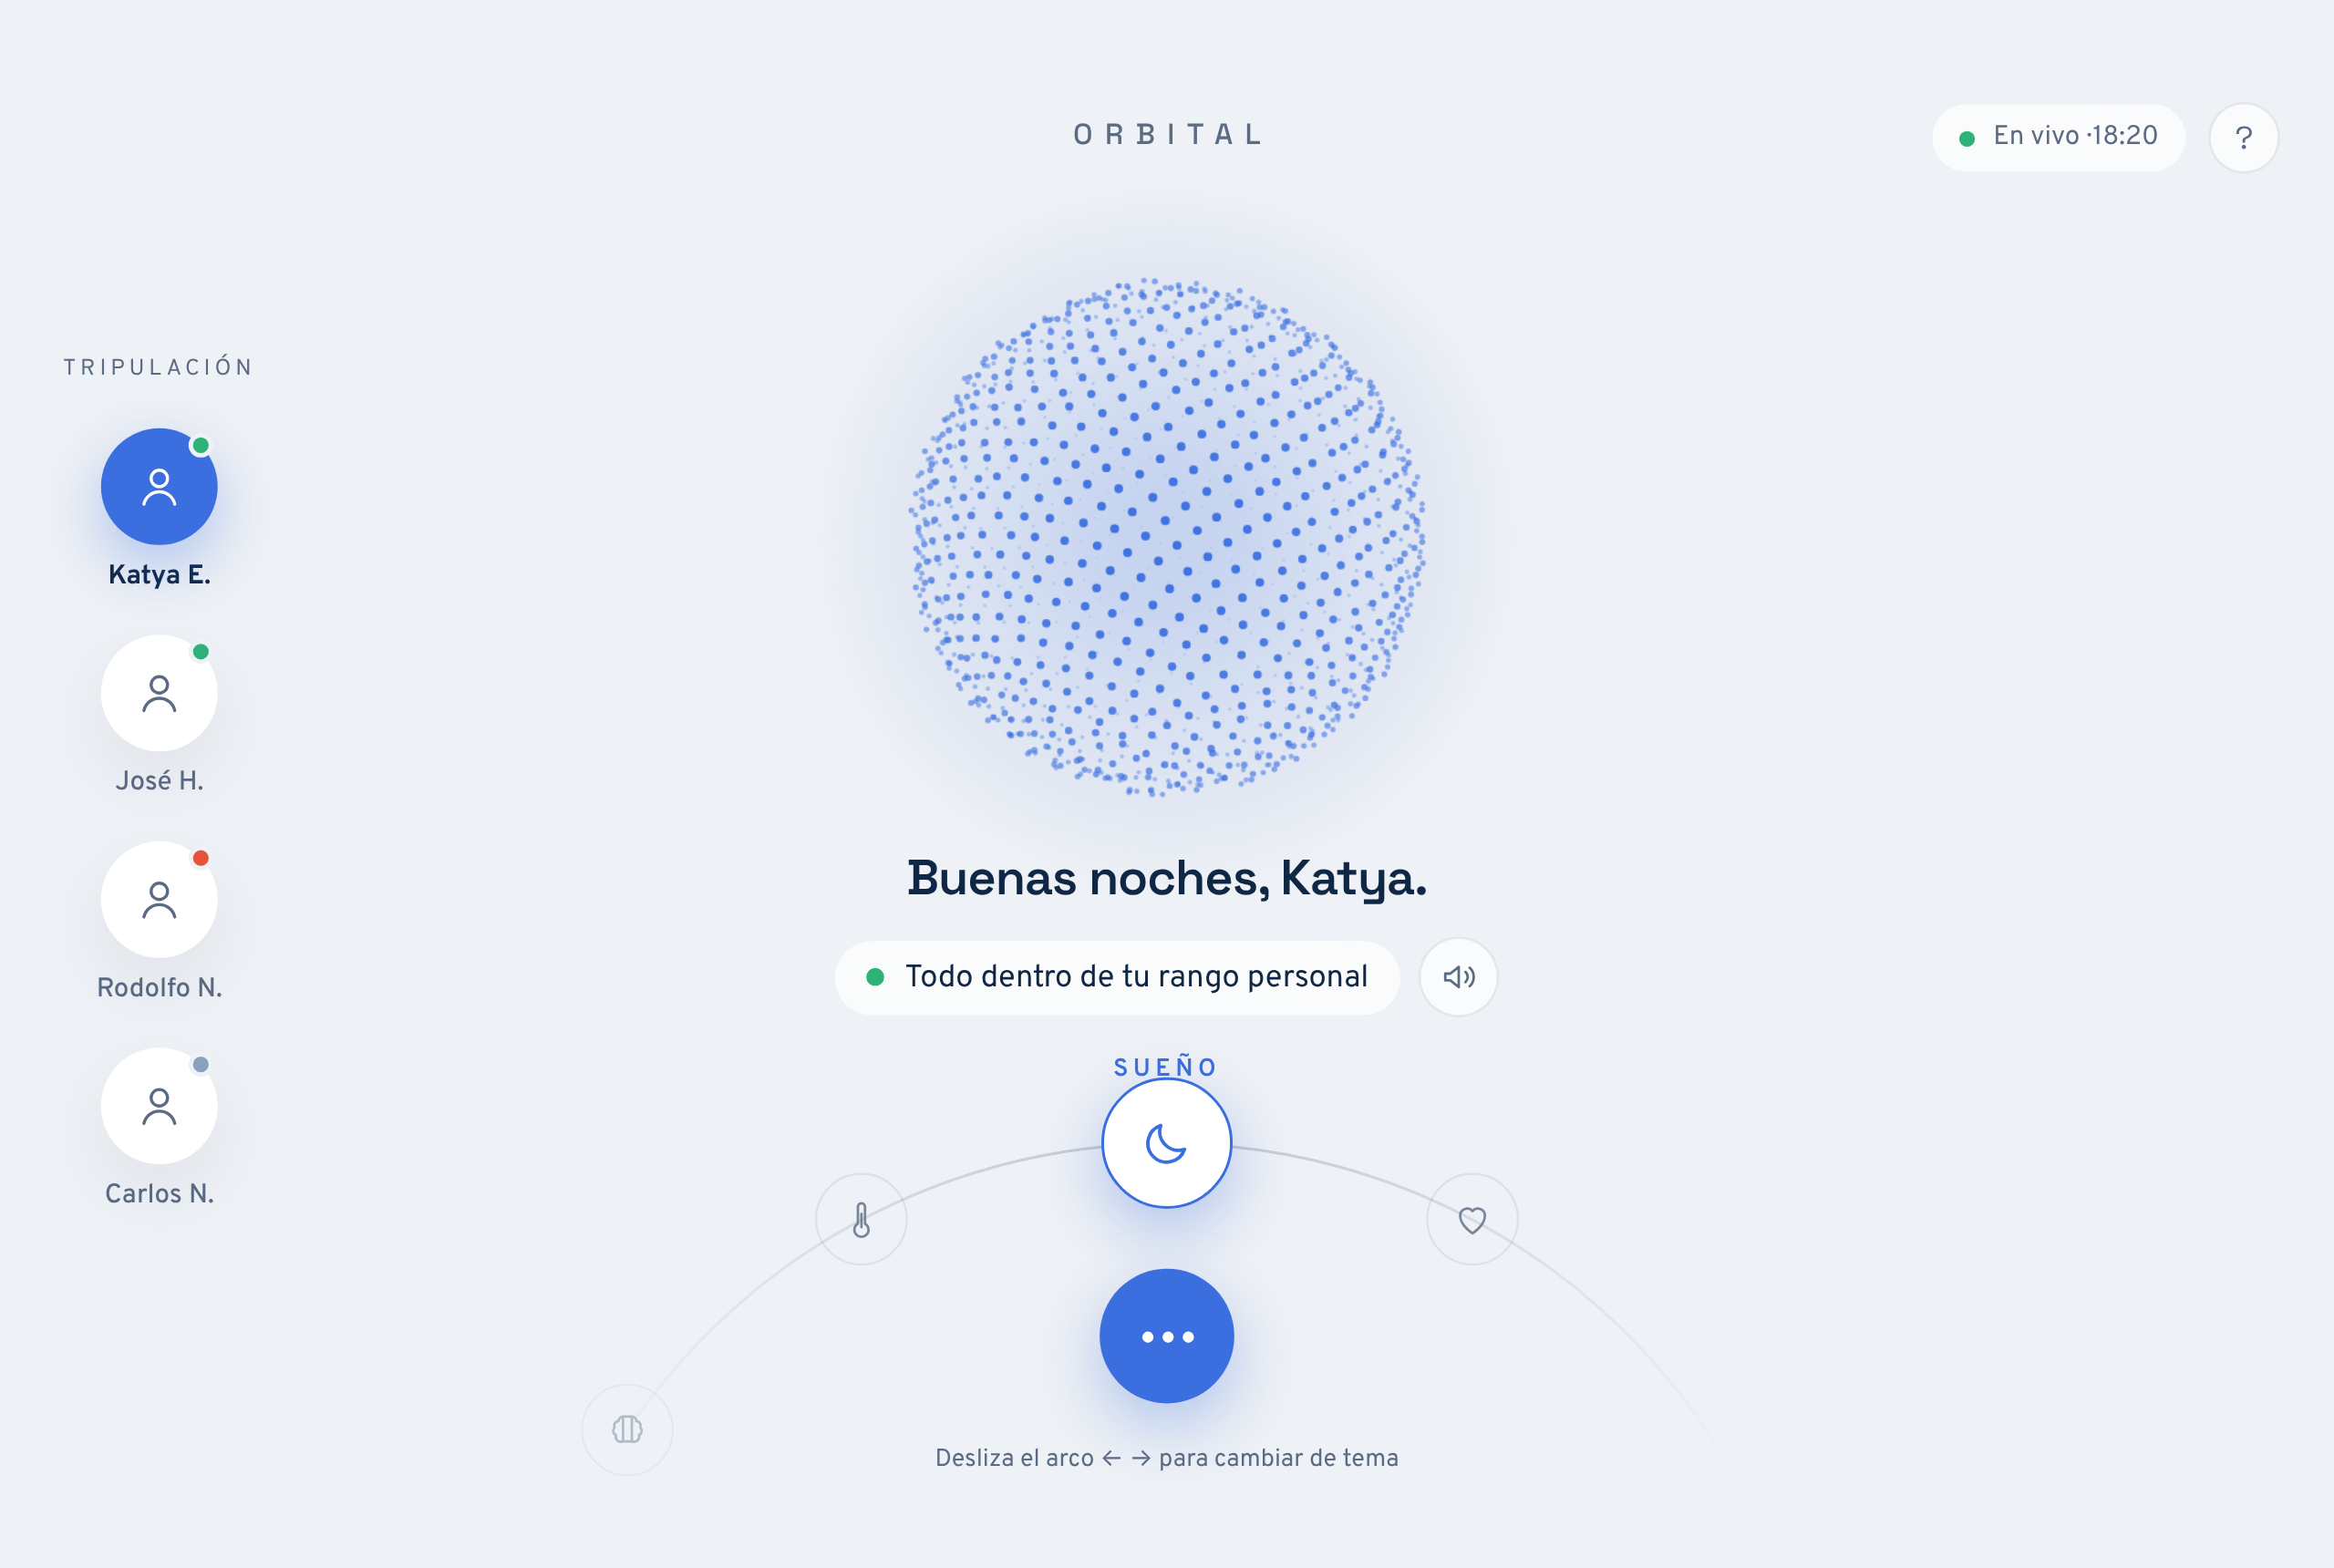 ORBITAL
En vivo ·18:20
?
TRIPULACIÓN
Katya E.
José H.
Rodolfo N.
Carlos N.
Buenas noches, Katya.
Todo dentro de tu rango personal
SUEÑO
Desliza el arco ← → para cambiar de tema